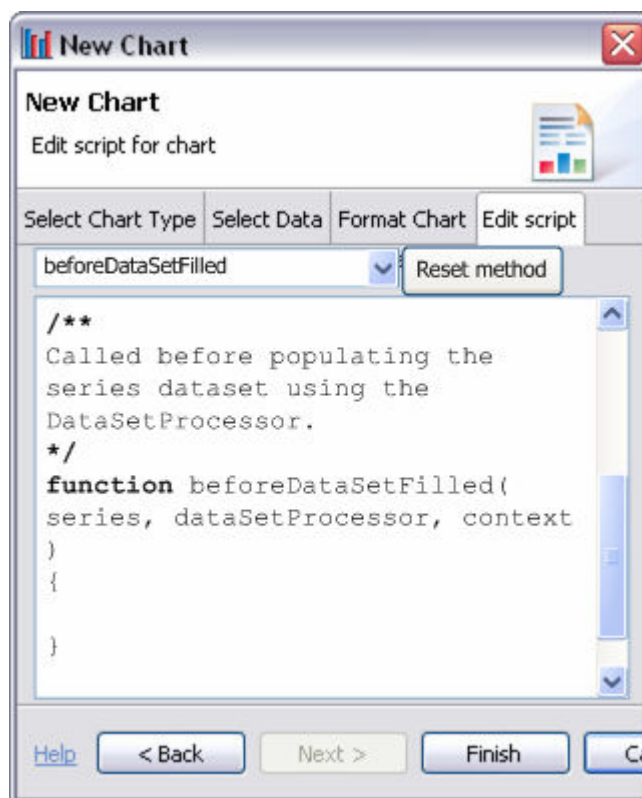 New Chart
New Chart
Edit script for chart
Select Chart Type Select Data Format Chart Edit script
beforeDataSetFilled Reset method
/**
Called before populating the
series dataset using the
DataSetProcessor.
*/
function beforeDataSetFilled(
series, dataSetProcessor, context
)
{
}
Help < Back Next > Finish